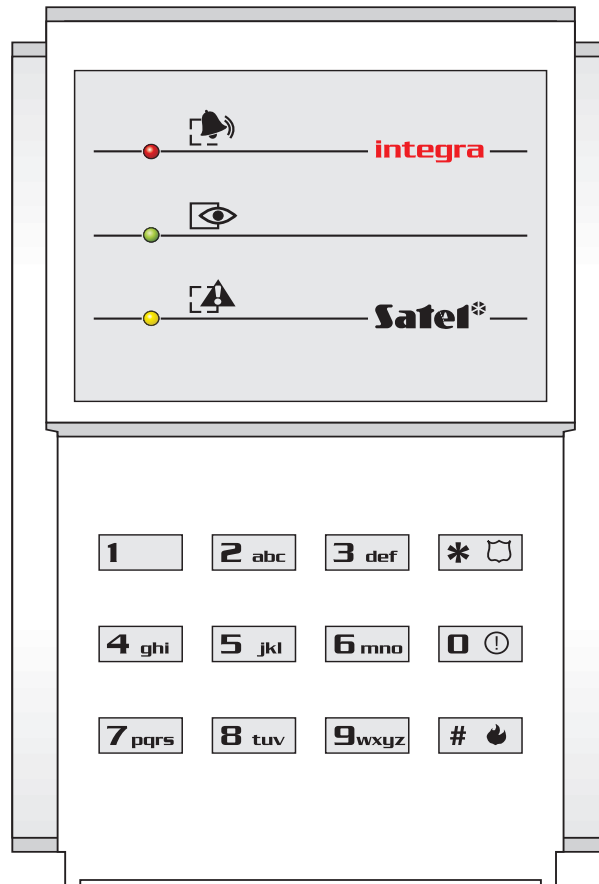 integra
Satel
1 2 abc 3 def *
4 ghi 5 jkl 6 mno 0 !
7 pqrs 8 tuv 9 wxyz #